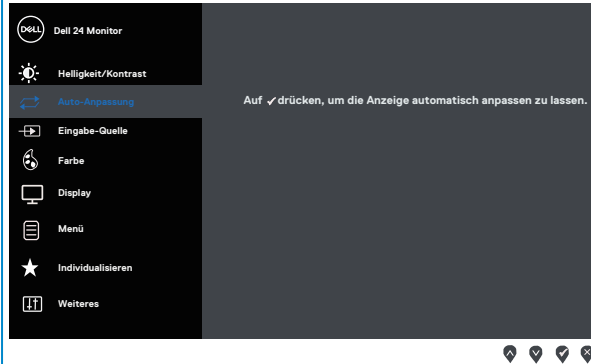 DELL
Dell 24 Monitor
Helligkeit/Kontrast
Auto-Anpassung
Auf ✓drücken, um die Anzeige automatisch anpassen zu lassen.
Eingabe-Quelle
Farbe
Display
Menü
Individualisieren
Weiteres